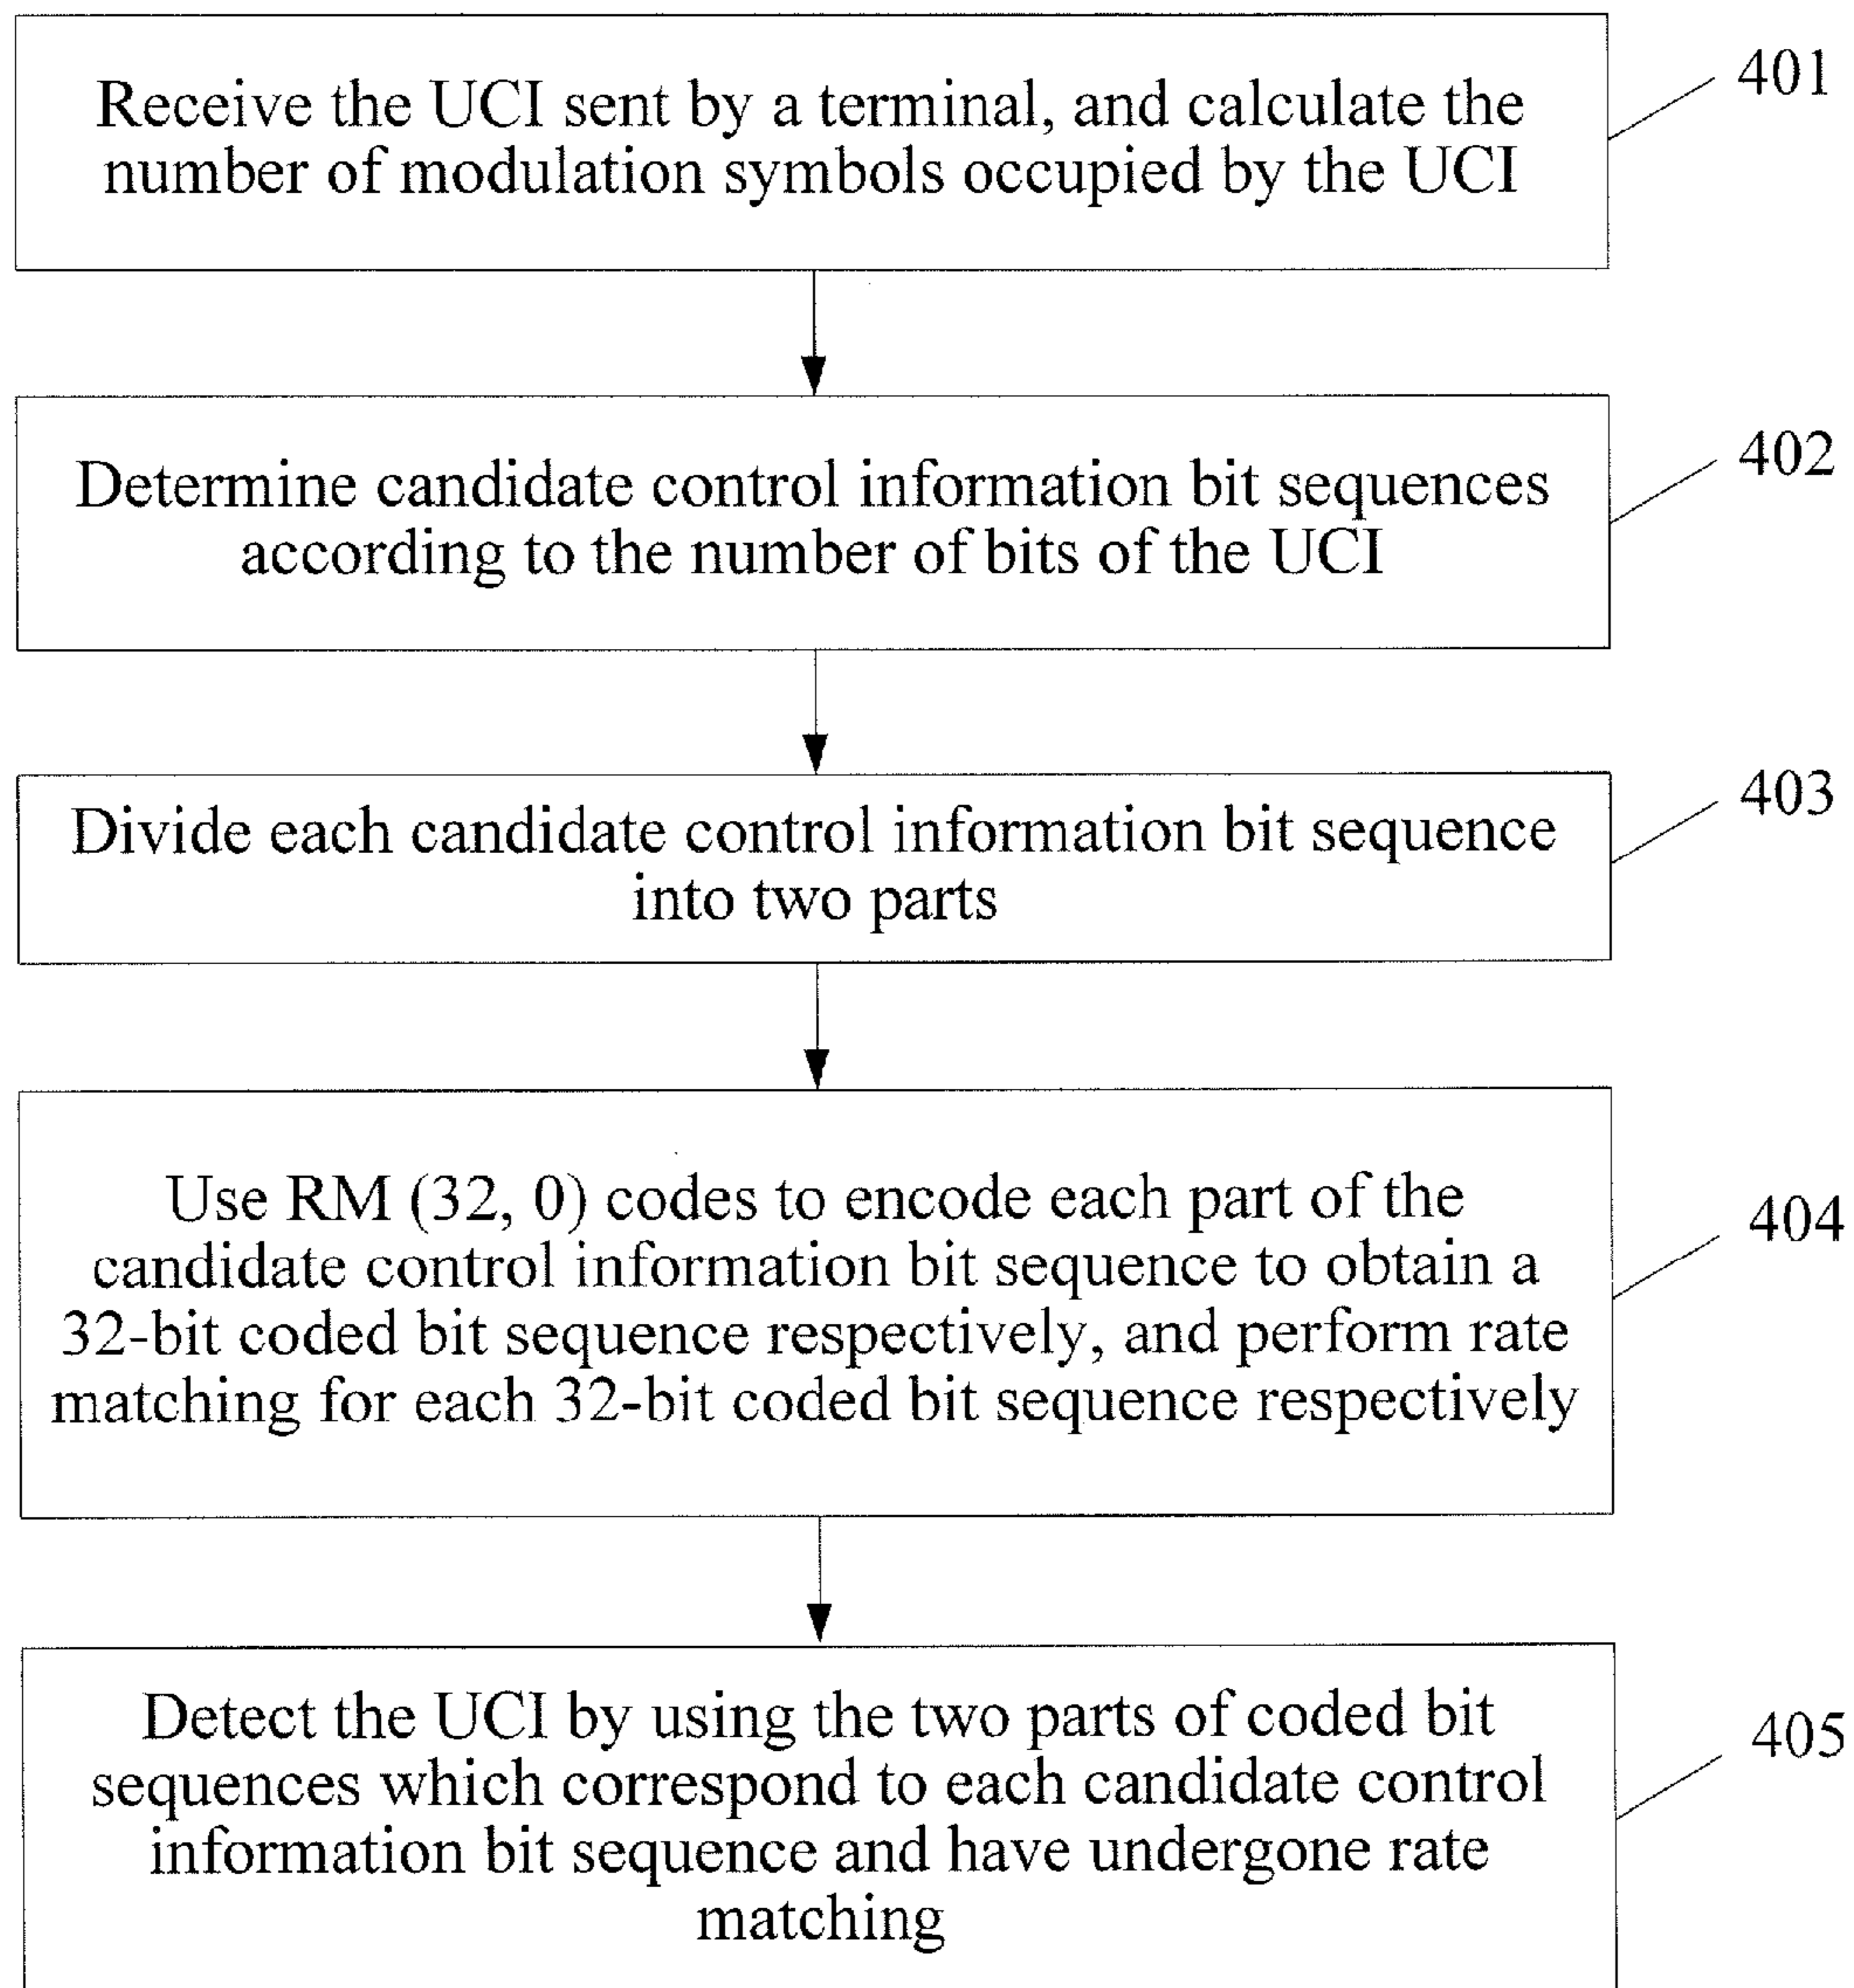 Receive the UCI sent by a terminal, and calculate the
number of modulation symbols occupied by the UCI
401
Determine candidate control information bit sequences
according to the number of bits of the UCI
402
Divide each candidate control information bit sequence
into two parts
403
Use RM (32, 0) codes to encode each part of the
candidate control information bit sequence to obtain a
32-bit coded bit sequence respectively, and perform rate
matching for each 32-bit coded bit sequence respectively
404
Detect the UCI by using the two parts of coded bit
sequences which correspond to each candidate control
information bit sequence and have undergone rate
matching
405